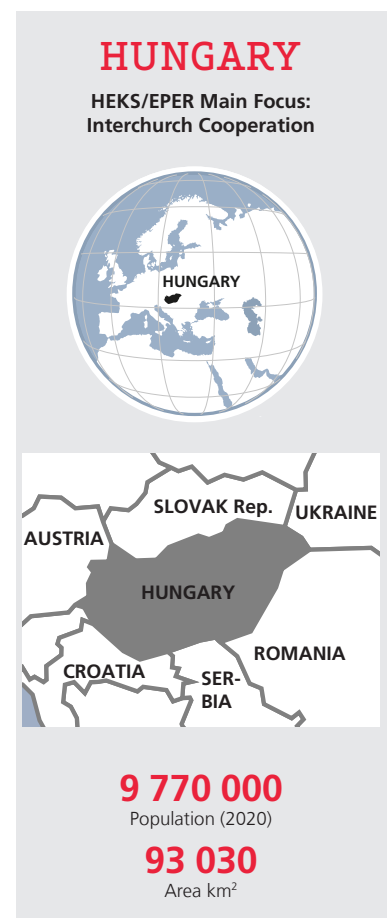 HUNGARY
HEKS/EPER Main Focus:
Interchurch Cooperation
HUNGARY
SLOVAK Rep.
UKRAINE
AUSTRIA
HUNGARY
ROMANIA
CROATIA
SER-
BIA
9 770 000
Population (2020)
93 030
Area km²